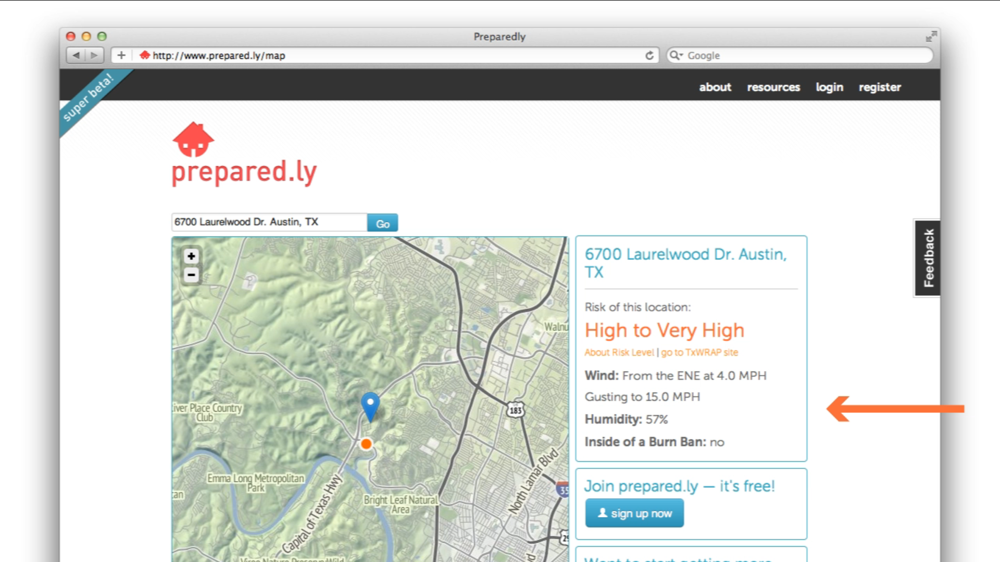 Preparedly
http://www.prepared.ly/map
Google
super beta!
about resources login register
prepared.ly
6700 Laurelwood Dr. Austin, TX
Go
Feedback
+
−
183
iver Place Country
Club
Emma Long Metropolitan
Park
Capital of Texas Hwy
Bright Leaf Natural
Area
North Lamar Blvd
35
6700 Laurelwood Dr. Austin,
TX
Risk of this location:
High to Very High
About Risk Level | go to TxWRAP site
Wind: From the ENE at 4.0 MPH
Gusting to 15.0 MPH
Humidity: 57%
Inside of a Burn Ban: no
Join prepared.ly — it's free!
sign up now